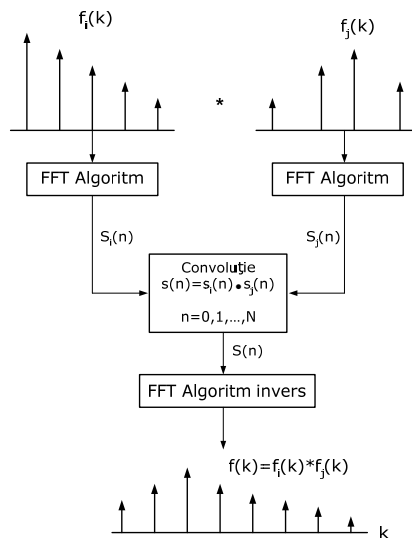 fi(k)
fj(k)
*
FFT Algoritm
FFT Algoritm
Si(n)
Sj(n)
Convoluţie
s(n)=si(n)•sj(n)
n=0,1,...,N
S(n)
FFT Algoritm invers
f(k)=fi(k)*fj(k)
k